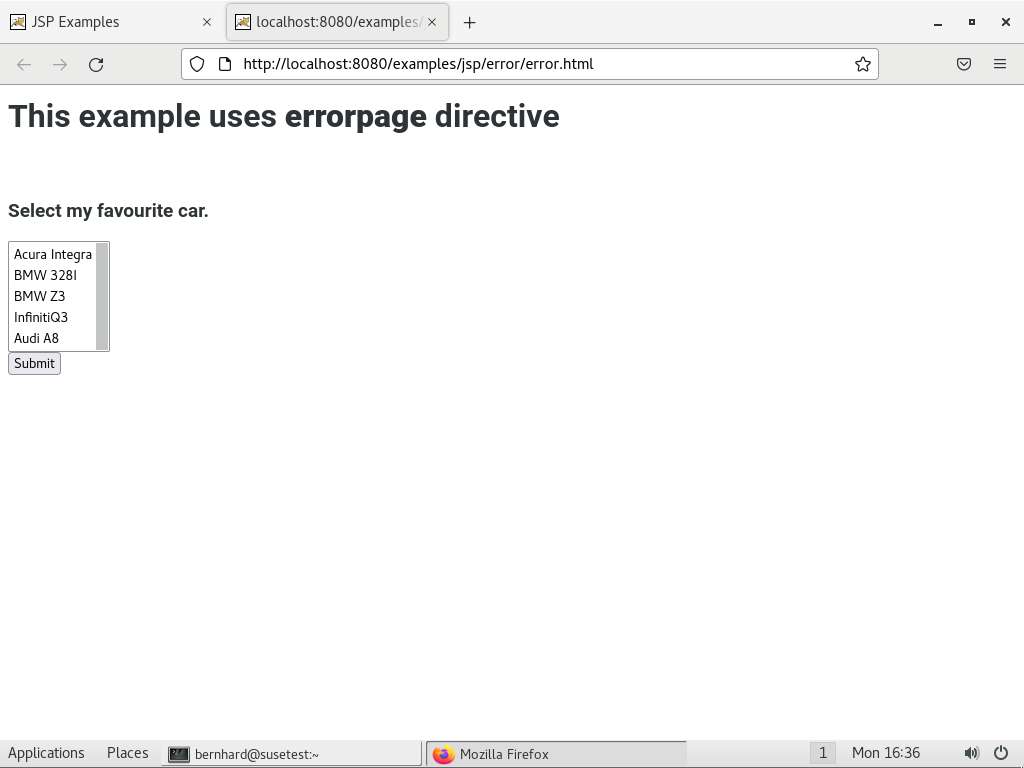 JSP Examples
localhost:8080/examples/
http://localhost:8080/examples/jsp/error/error.html
This example uses errorpage directive
Select my favourite car.
Acura Integra
BMW 328I
BMW Z3
InfinitiQ3
Audi A8
Submit
Applications Places bernhard@susetest:~ Mozilla Firefox 1 Mon 16:36